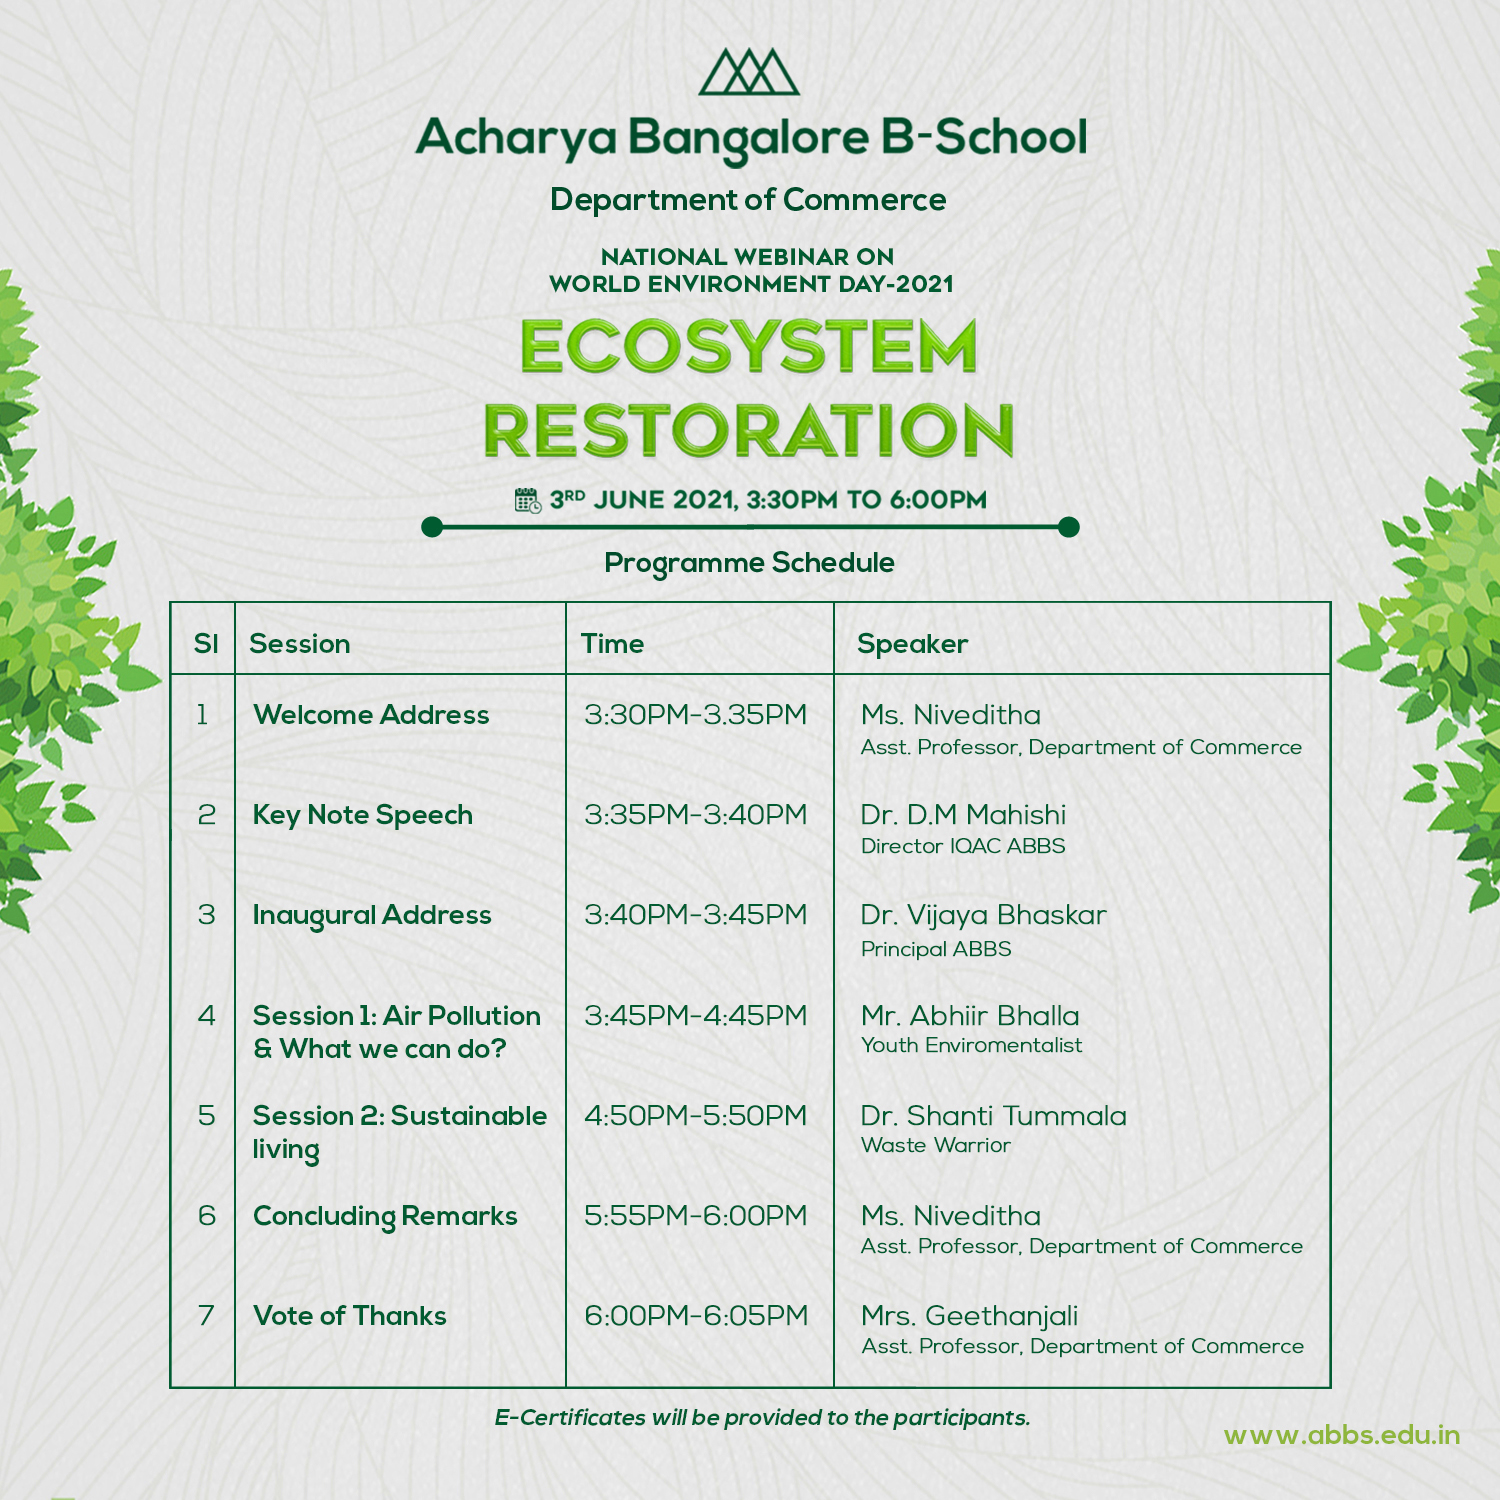 Acharya Bangalore B-School
Department of Commerce
NATIONAL WEBINAR ON
WORLD ENVIRONMENT DAY-2021
ECOSYSTEM
RESTORATION
3RD JUNE 2021, 3:30PM TO 6:00PM
Programme Schedule
Sl Session Time Speaker
1 Welcome Address 3:30PM-3.35PM Ms. Niveditha
Asst. Professor, Department of Commerce
2 Key Note Speech 3:35PM-3:40PM Dr. D.M Mahishi
Director IQAC ABBS
3 Inaugural Address 3:40PM-3:45PM Dr. Vijaya Bhaskar
Principal ABBS
4 Session 1: Air Pollution 3:45PM-4:45PM Mr. Abhiir Bhalla
& What we can do? Youth Enviromentalist
5 Session 2: Sustainable 4:50PM-5:50PM Dr. Shanti Tummala
living Waste Warrior
6 Concluding Remarks 5:55PM-6:00PM Ms. Niveditha
Asst. Professor, Department of Commerce
7 Vote of Thanks 6:00PM-6:05PM Mrs. Geethanjali
Asst. Professor, Department of Commerce
E-Certificates will be provided to the participants.
www.abbs.edu.in